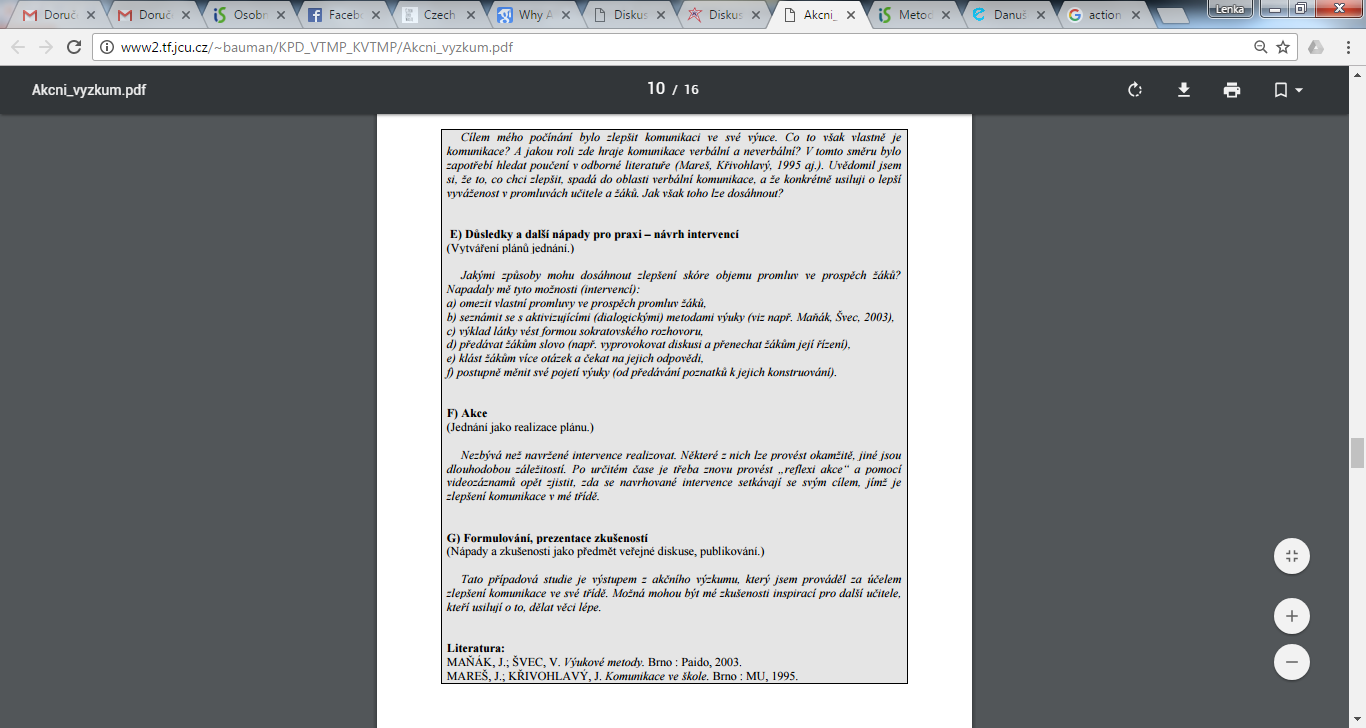 Doruč
Doruč
Osobn
Faceb
Czech
Why A
Diskus
Diskus
Akcni_
Metod
Danuš
action
Lenka
www2.tf.jcu.cz/~bauman/KPD_VTMP_KVTMP/Akcni_vyzkum.pdf
Akcni_vyzkum.pdf
10 / 16
Cílem mého počínání bylo zlepšit komunikaci ve své výuce. Co to však vlastně je
komunikace? A jakou roli zde hraje komunikace verbální a neverbální? V tomto směru bylo
zapotřebí hledat poučení v odborné literatuře (Mareš, Křivohlavý, 1995 aj.). Uvědomil jsem
si, že to, co chci zlepšit, spadá do oblasti verbální komunikace, a že konkrétně usiluji o lepší
vyváženost v promluvách učitele a žáků. Jak však toho lze dosáhnout?
E) Důsledky a další nápady pro praxi – návrh intervencí
(Vytváření plánů jednání.)
Jakými způsoby mohu dosáhnout zlepšení skóre objemu promluv ve prospěch žáků?
Napadaly mě tyto možnosti (intervencí):
a) omezit vlastní promluvy ve prospěch promluv žáků,
b) seznámit se s aktivizujícími (dialogickými) metodami výuky (viz např. Maňák, Švec, 2003),
c) výklad látky vést formou sokratovského rozhovoru,
d) předávat žákům slovo (např. vyprovokovat diskusi a přenechat žákům její řízení),
e) klást žákům více otázek a čekat na jejich odpovědi,
f) postupně měnit své pojetí výuky (od předávání poznatků k jejich konstruování).
F) Akce
(Jednání jako realizace plánu.)
Nezbývá než navržené intervence realizovat. Některé z nich lze provést okamžitě, jiné jsou
dlouhodobou záležitostí. Po určitém čase je třeba znovu provést „reflexi akce“ a pomocí
videozáznamů opět zjistit, zda se navrhované intervence setkávají se svým cílem, jímž je
zlepšení komunikace v mé třídě.
G) Formulování, prezentace zkušeností
(Nápady a zkušenosti jako předmět veřejné diskuse, publikování.)
Tato případová studie je výstupem z akčního výzkumu, který jsem prováděl za účelem
zlepšení komunikace ve své třídě. Možná mohou být mé zkušenosti inspirací pro další učitele,
kteří usilují o to, dělat věci lépe.
Literatura:
MAŇÁK, J.; ŠVEC, V. Výukové metody. Brno : Paido, 2003.
MAREŠ, J.; KŘIVOHLAVÝ, J. Komunikace ve škole. Brno : MU, 1995.